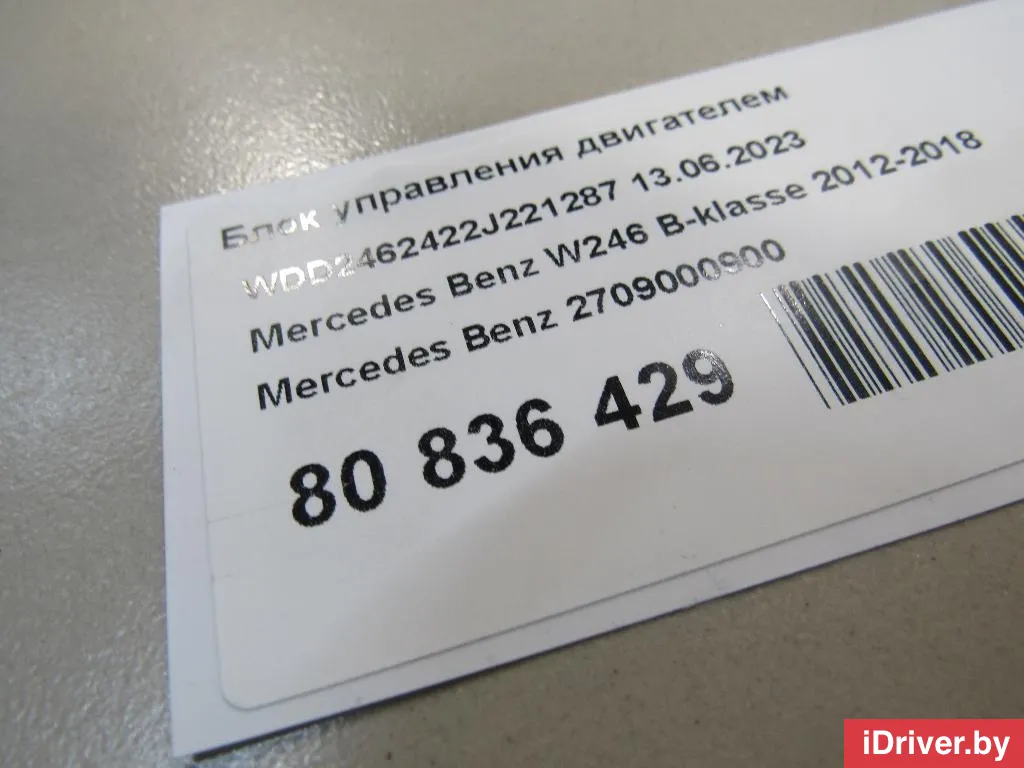 Блок управления двигателем
WDD2462422J221287 13.06.2023
Mercedes Benz W246 B-klasse 2012-2018
Mercedes Benz 2709000900
80 836 429
iDriver.by